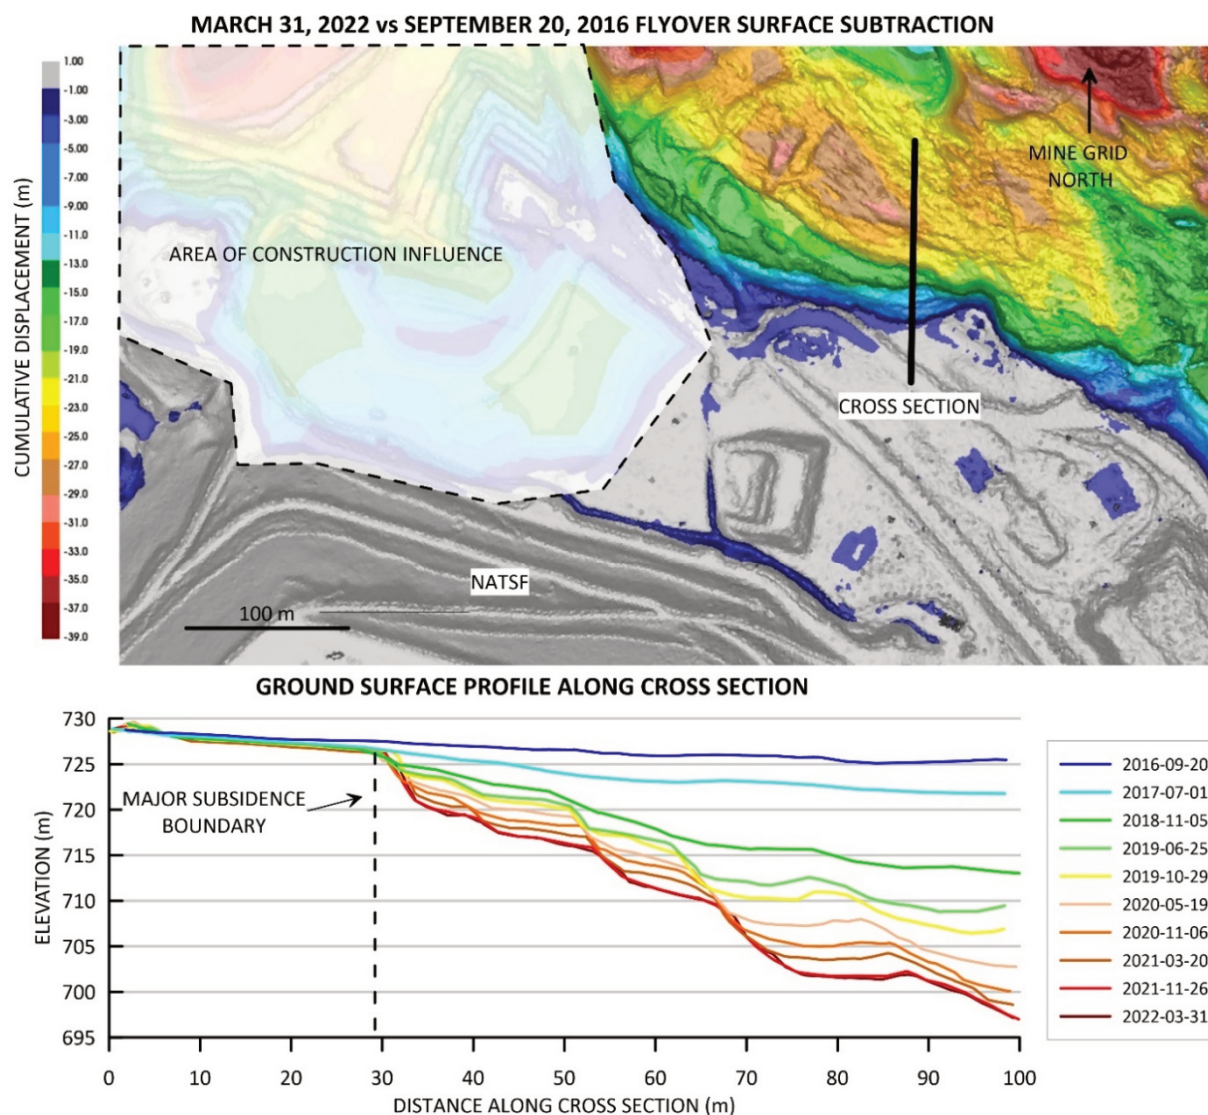 MARCH 31, 2022 vs SEPTEMBER 20, 2016 FLYOVER SURFACE SUBTRACTION
CUMULATIVE DISPLACEMENT (m)
1.00
-1.00
-3.00
-5.00
-7.00
-9.00
-11.0
-13.0
-15.0
-17.0
-19.0
-21.0
-23.0
-25.0
-27.0
-29.0
-31.0
-33.0
-35.0
-37.0
-39.0
AREA OF CONSTRUCTION INFLUENCE
MINE GRID
NORTH
CROSS SECTION
NATSF
100 m
GROUND SURFACE PROFILE ALONG CROSS SECTION
ELEVATION (m)
730
725
720
715
710
705
700
695
MAJOR SUBSIDENCE
BOUNDARY
0 10 20 30 40 50 60 70 80 90 100
DISTANCE ALONG CROSS SECTION (m)
2016-09-20
2017-07-01
2018-11-05
2019-06-25
2019-10-29
2020-05-19
2020-11-06
2021-03-20
2021-11-26
2022-03-31